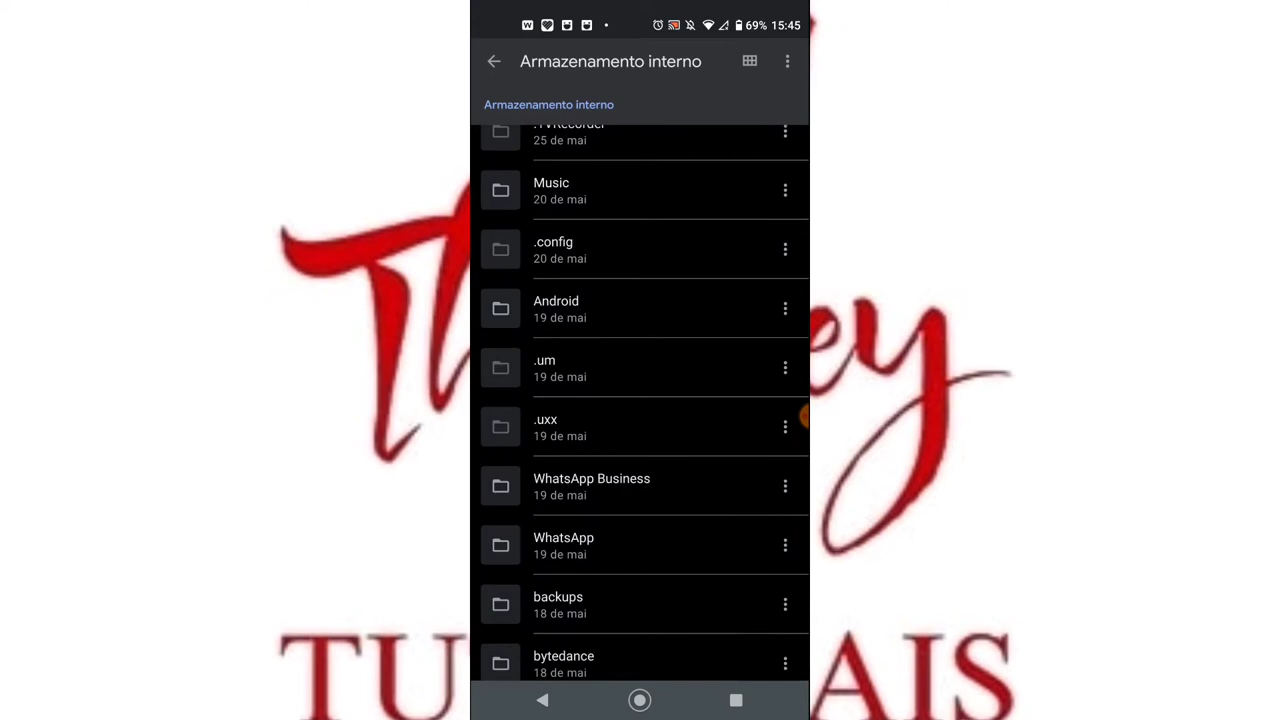 69% 15:45
Armazenamento interno
Armazenamento interno
.TVRecorder
25 de mai
Music
20 de mai
.config
20 de mai
Android
19 de mai
.um
19 de mai
.uxx
19 de mai
WhatsApp Business
19 de mai
WhatsApp
19 de mai
backups
18 de mai
bytedance
18 de mai